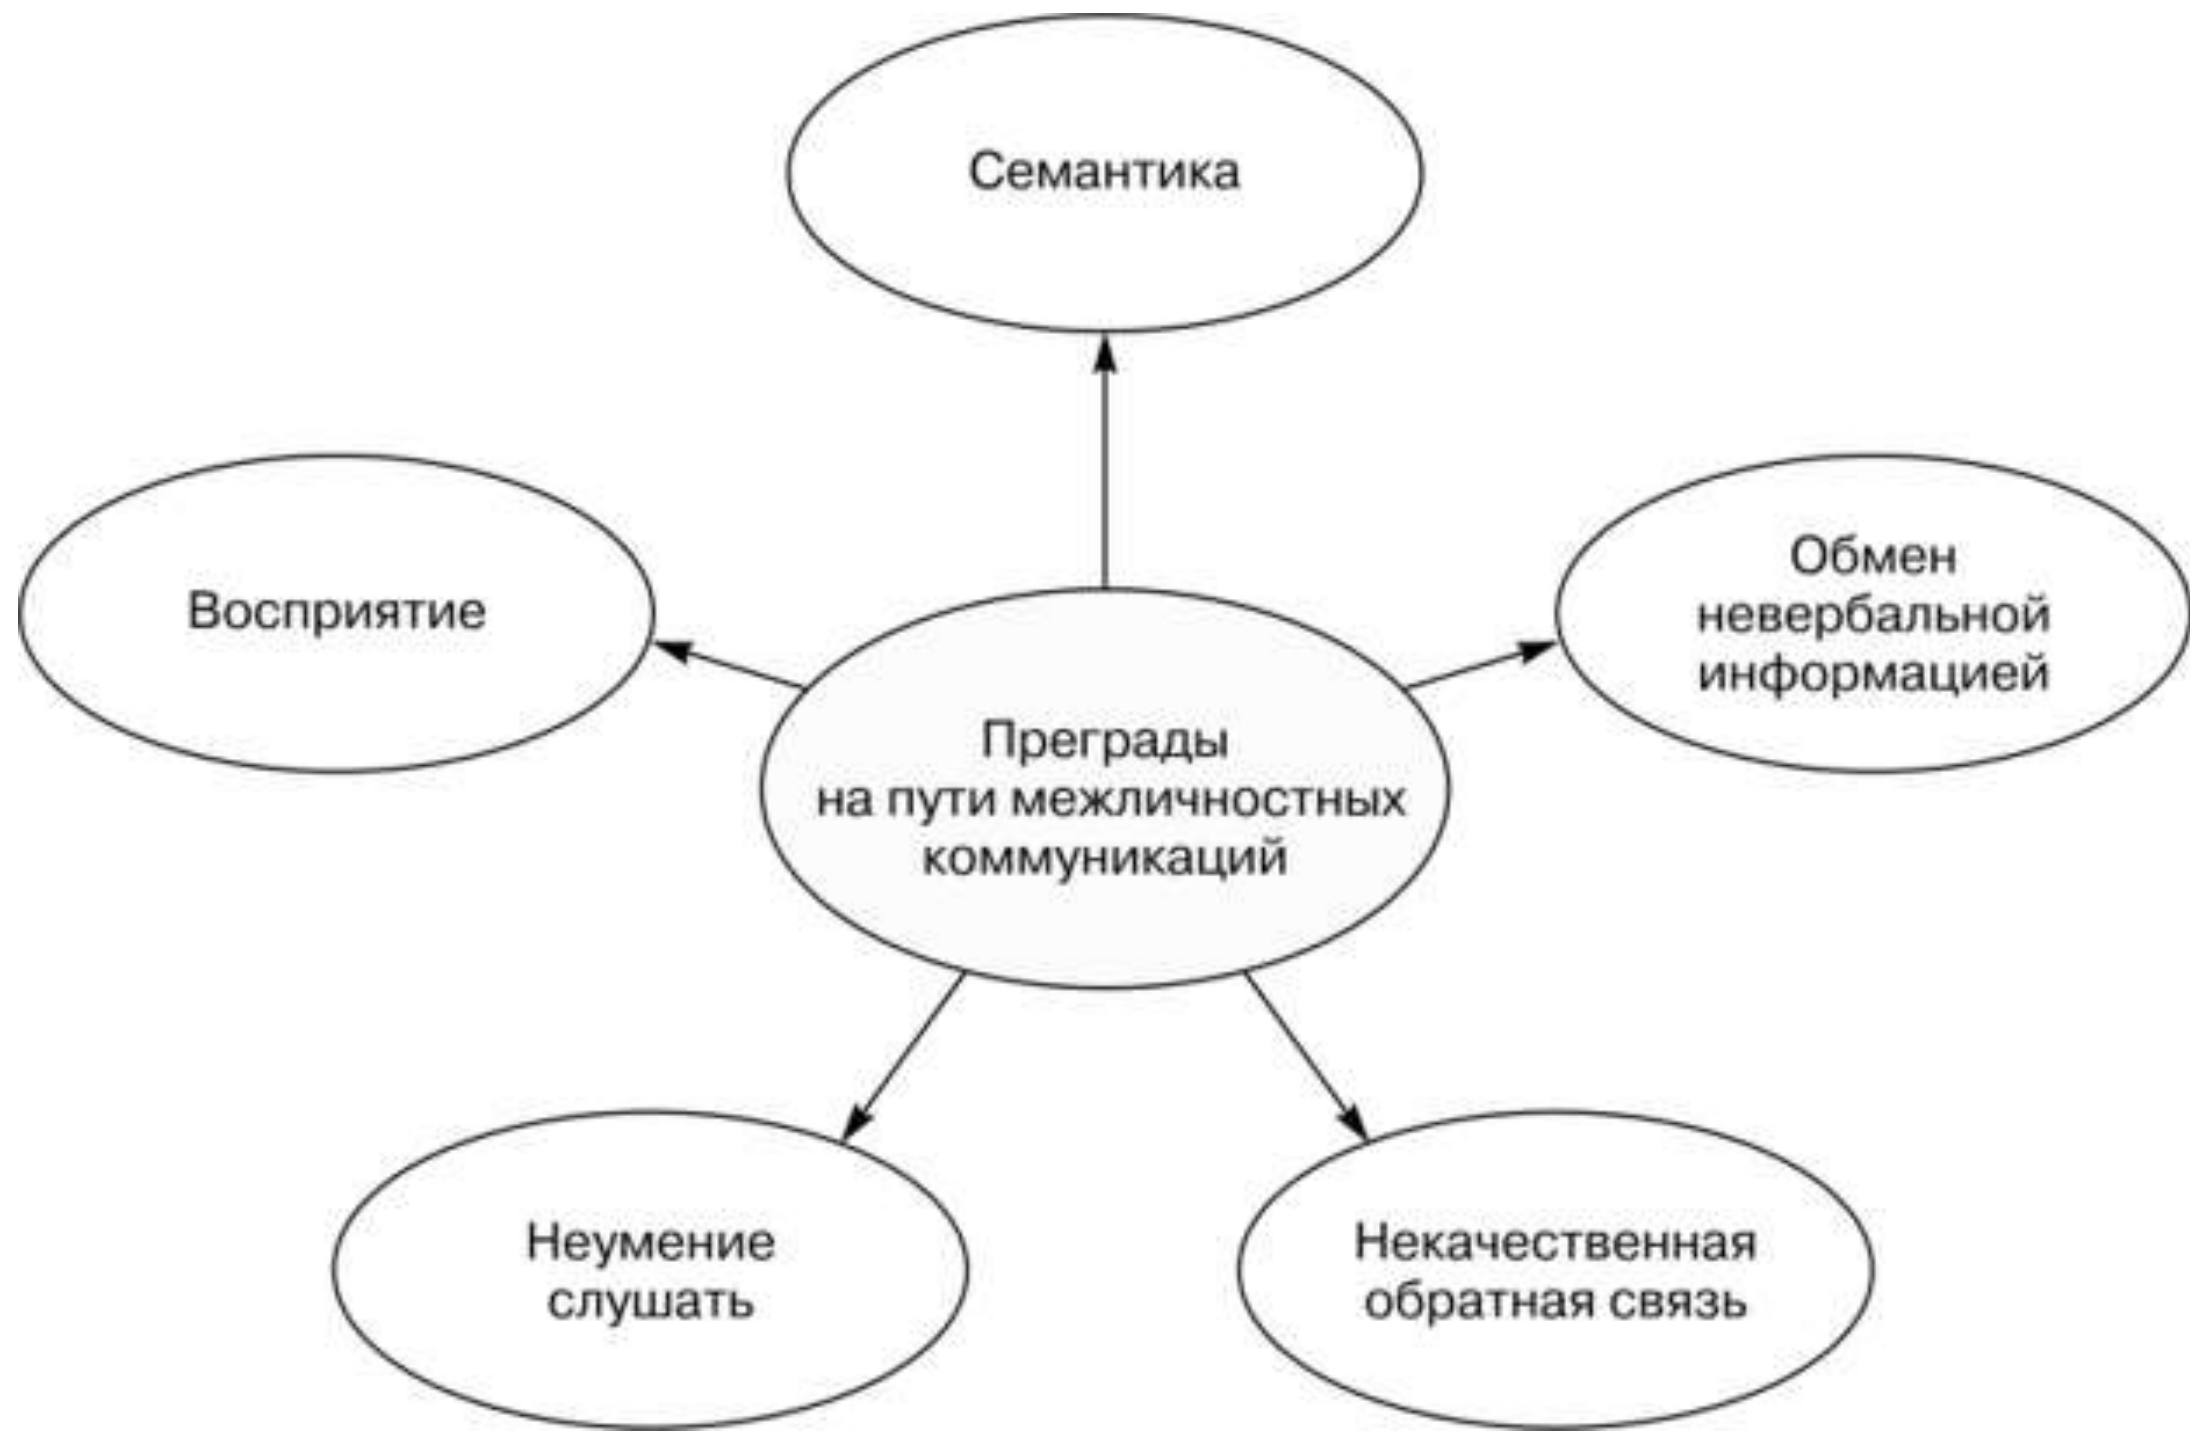 Семантика
Восприятие
Обмен
невербальной
информацией
Преграды
на пути межличностных
коммуникаций
Неумение
слушать
Некачественная
обратная связь